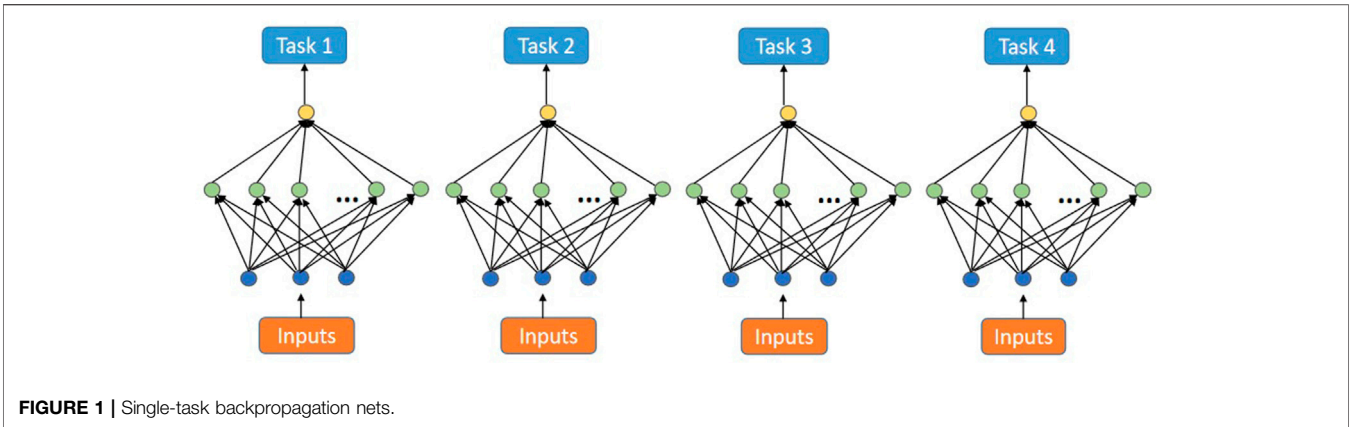 Task 1 Task 2 Task 3 Task 4
... ... ... ...
Inputs Inputs Inputs Inputs
FIGURE 1 | Single-task backpropagation nets.